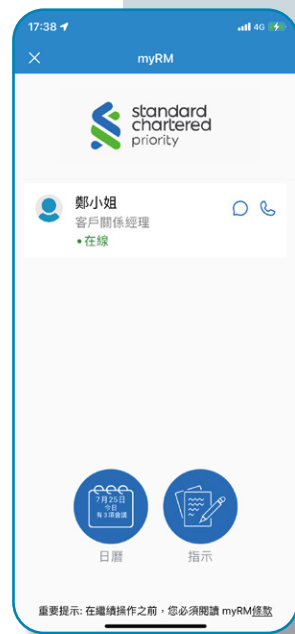 17:38
4G
myRM
standard
chartered
priority
鄭小姐
客戶關係經理
•在線
7月25日
今日
有3項會議
日曆
指示
重要提示: 在繼續操作之前，您必須閱讀 myRM條款